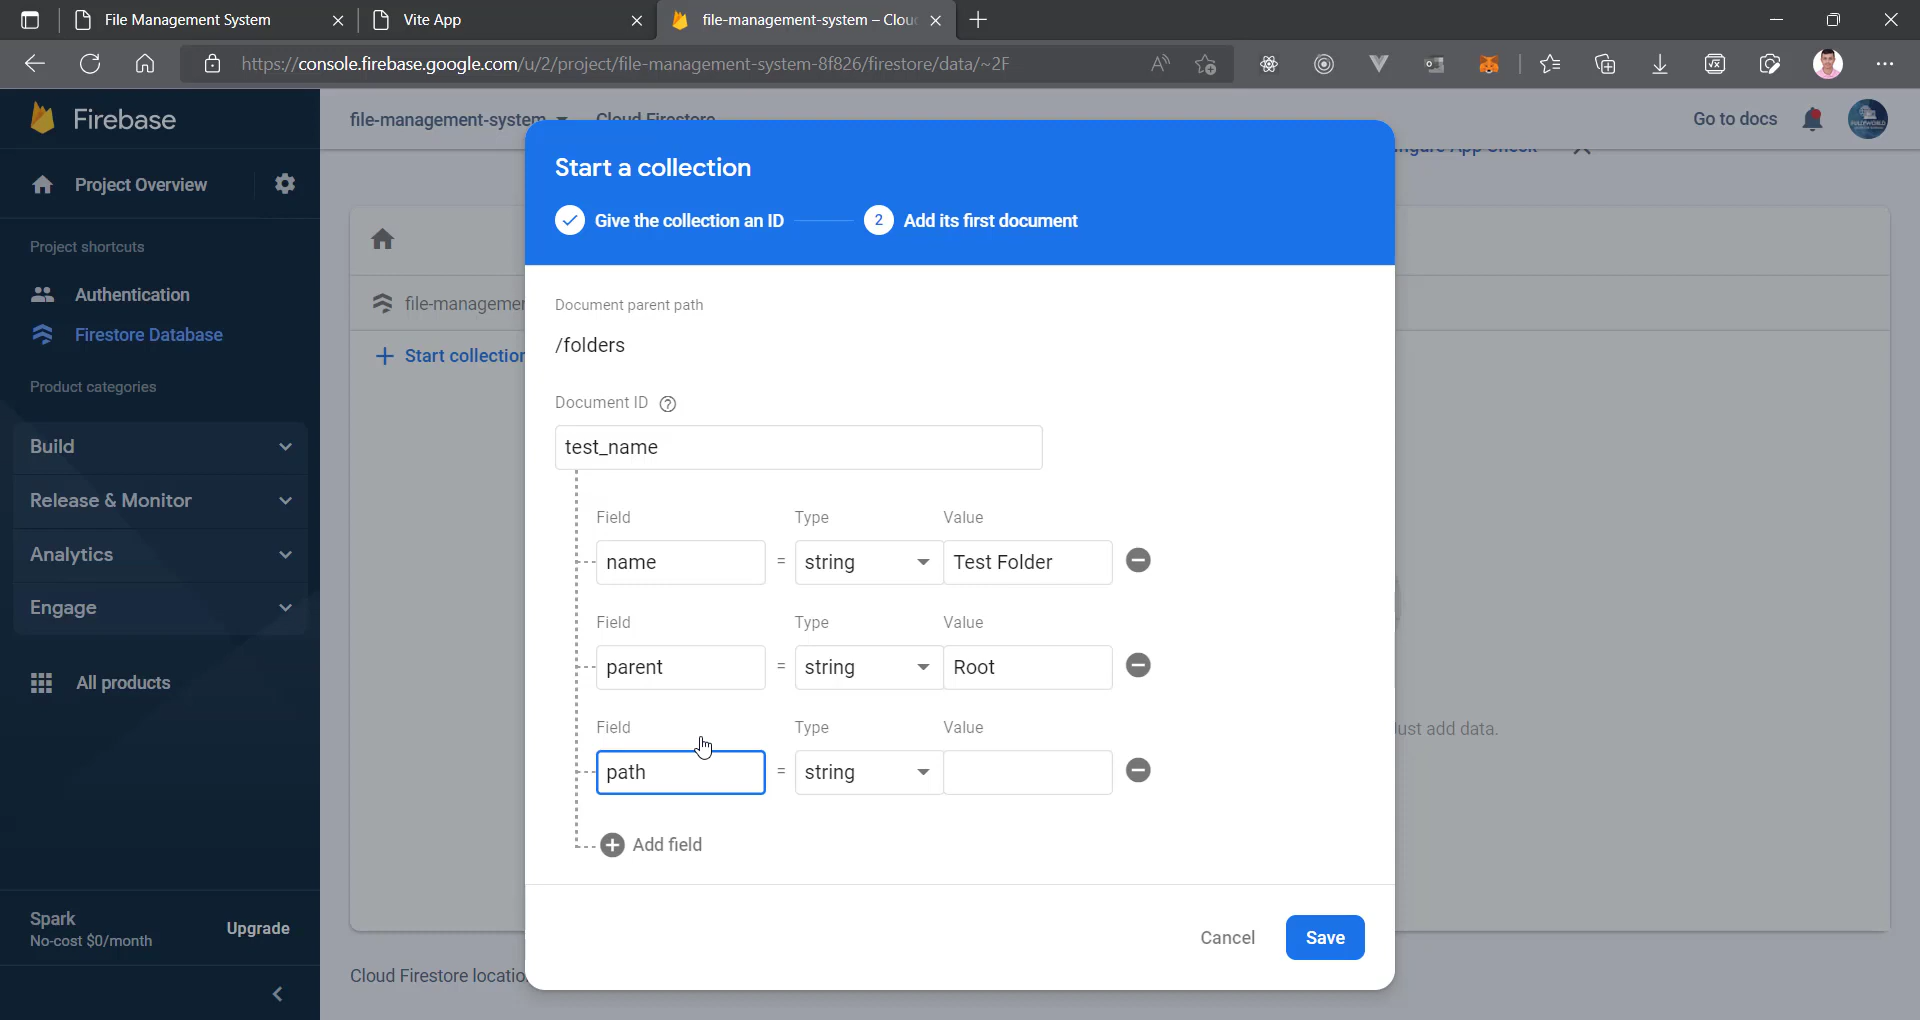 File Management System
Vite App
file-management-system – Clou
https://console.firebase.google.com/u/2/project/file-management-system-8f826/firestore/data/~2F
Firebase
file-management-system
Cloud Firestore
Go to docs
Project Overview
Project shortcuts
Authentication
Firestore Database
Product categories
Build
Release & Monitor
Analytics
Engage
All products
Spark
No-cost $0/month
Upgrade
file-managemen
Start collection
Cloud Firestore locatio
Just add data.
Start a collection
Give the collection an ID
2 Add its first document
Document parent path
/folders
Document ID
test_name
Field Type Value
name = string Test Folder
Field Type Value
parent = string Root
Field Type Value
path = string
Add field
Cancel Save